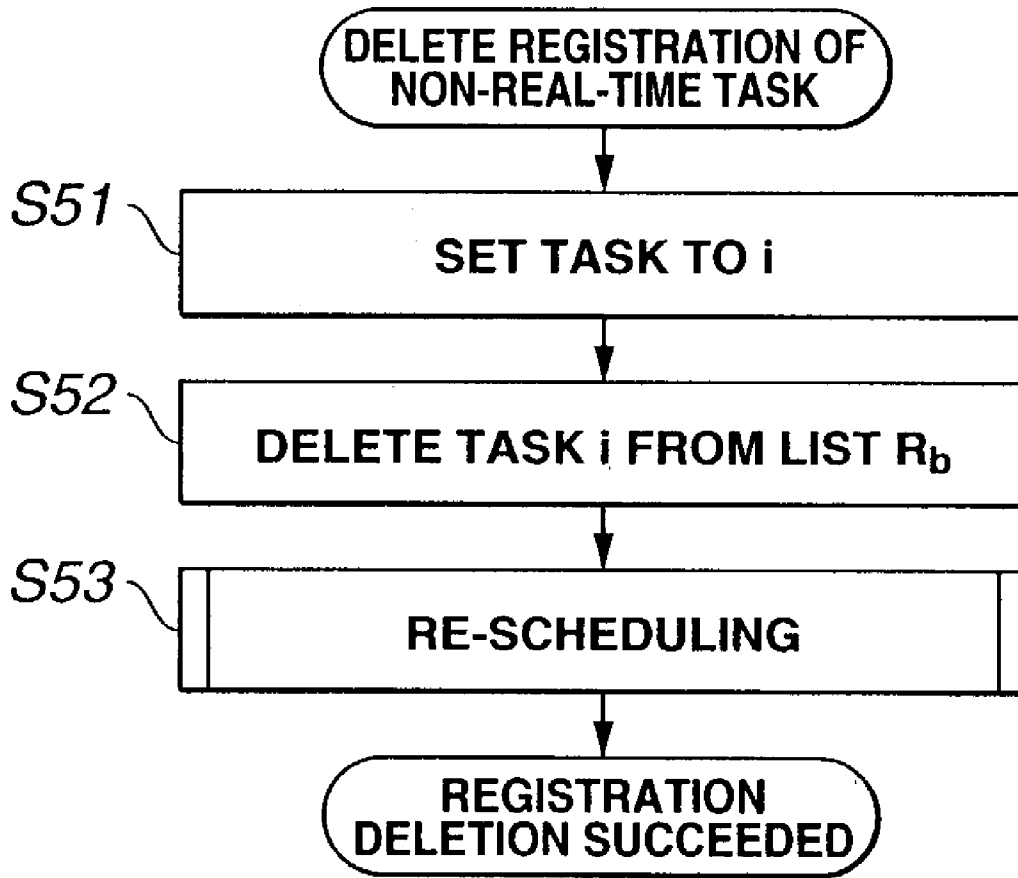 DELETE REGISTRATION OF
NON-REAL-TIME TASK
S51
SET TASK TO i
S52
DELETE TASK i FROM LIST Rb
S53
RE-SCHEDULING
REGISTRATION
DELETION SUCCEEDED